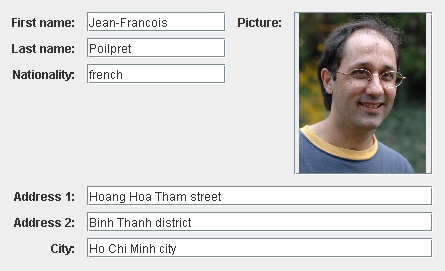 First name: Jean-Francois Picture:
Last name: Poilpret
Nationality: french
Address 1: Hoang Hoa Tham street
Address 2: Binh Thanh district
City: Ho Chi Minh city